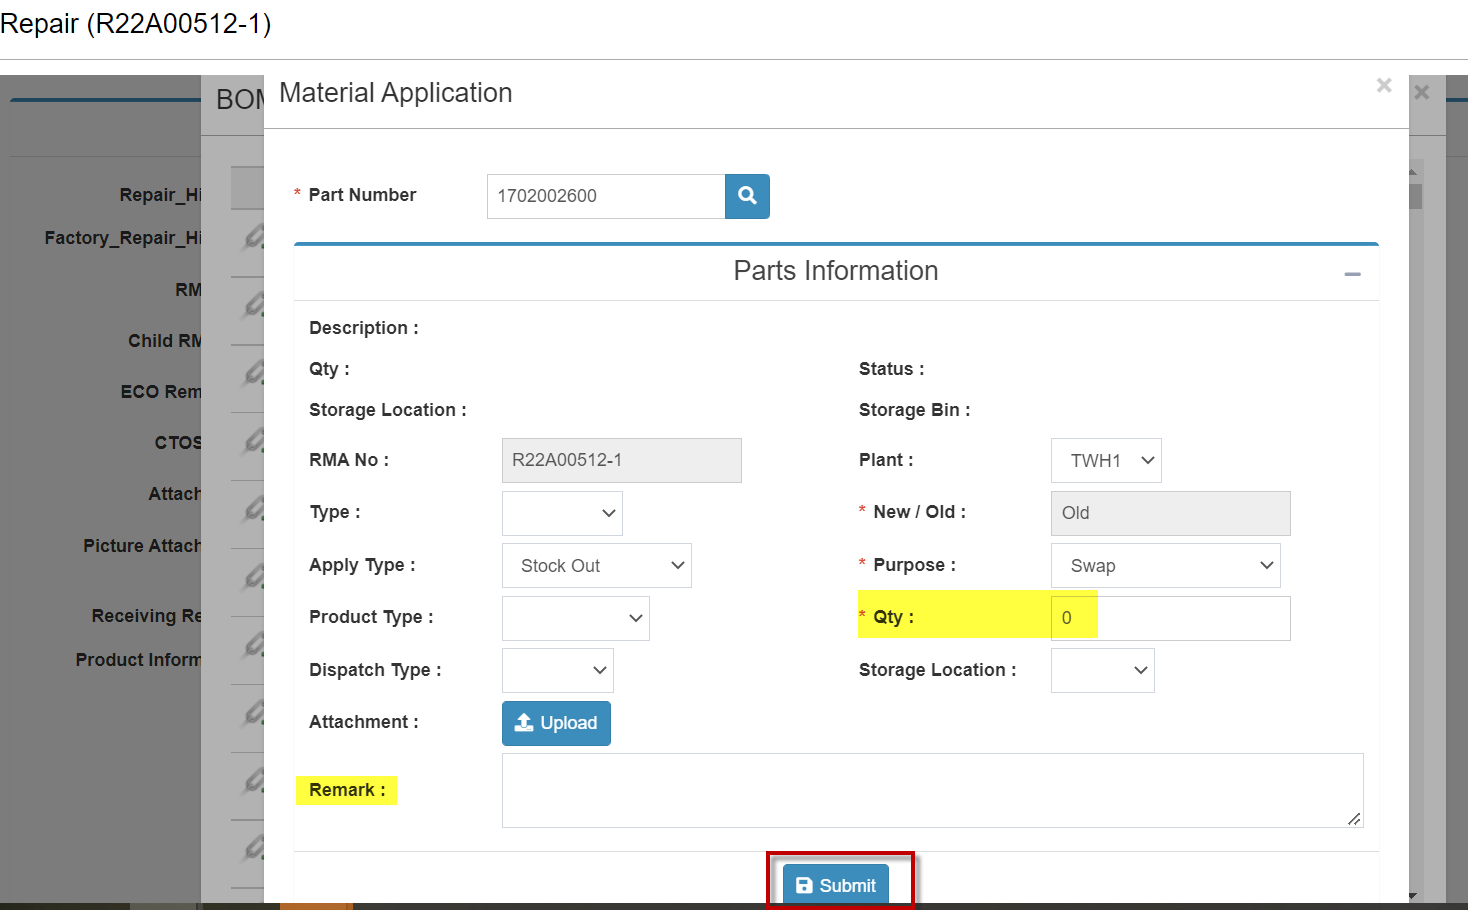 Repair (R22A00512-1)
BOM
Material Application
×
×
Repair_Hi
Factory_Repair_Hi
RM
Child RM
ECO Rem
CTOS
Attach
Picture Attach
Receiving Re
Product Inform
* Part Number
1702002600
Parts Information
Description :
Qty :
Status :
Storage Location :
Storage Bin :
RMA No :
R22A00512-1
Plant :
TWH1
Type :
* New / Old :
Old
Apply Type :
Stock Out
* Purpose :
Swap
Product Type :
* Qty :
0
Dispatch Type :
Storage Location :
Attachment :
Upload
Remark :
Submit